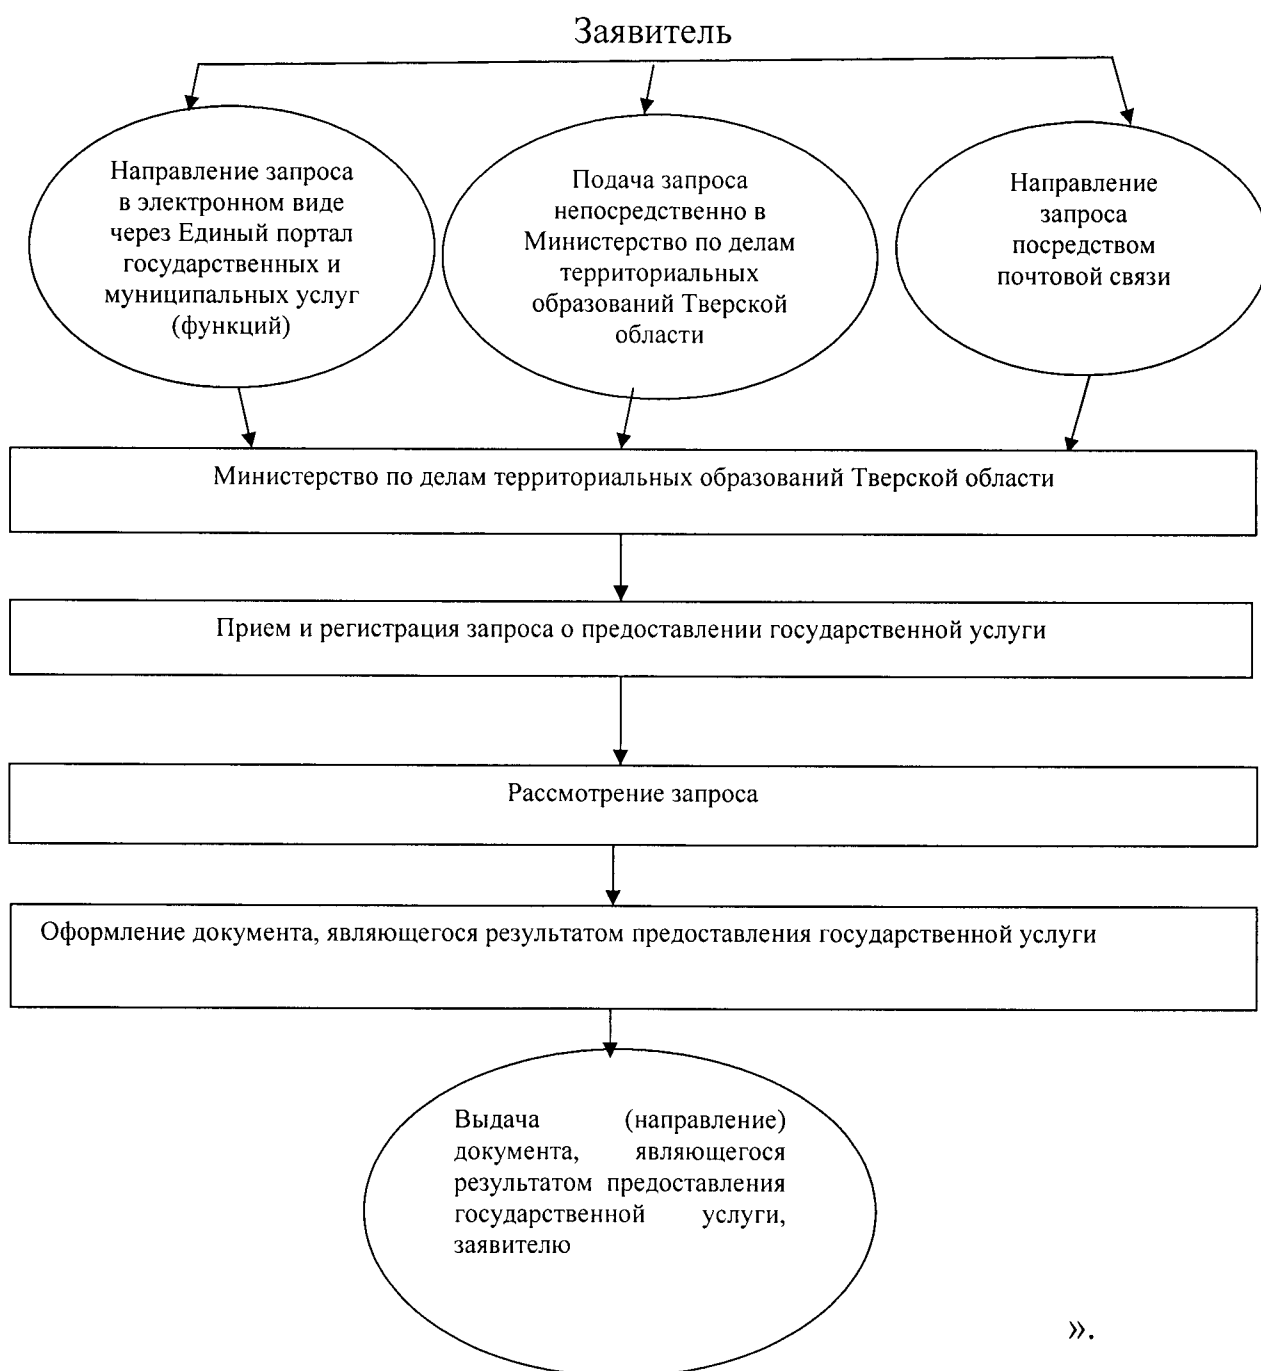 Заявитель
Направление запроса
в электронном виде
через Единый портал
государственных и
муниципальных услуг
(функций)
Подача запроса
непосредственно в
Министерство по делам
территориальных
образований Тверской
области
Направление
запроса
посредством
почтовой связи
Министерство по делам территориальных образований Тверской области
Прием и регистрация запроса о предоставлении государственной услуги
Рассмотрение запроса
Оформление документа, являющегося результатом предоставления государственной услуги
Выдача (направление)
документа, являющегося
результатом предоставления
государственной услуги,
заявителю
».